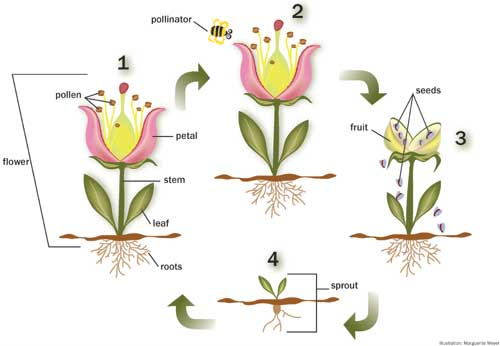 pollinator
1
2
3
4
pollen
petal
flower
stem
leaf
roots
seeds
fruit
sprout
Illustration: Marguerite Meyer